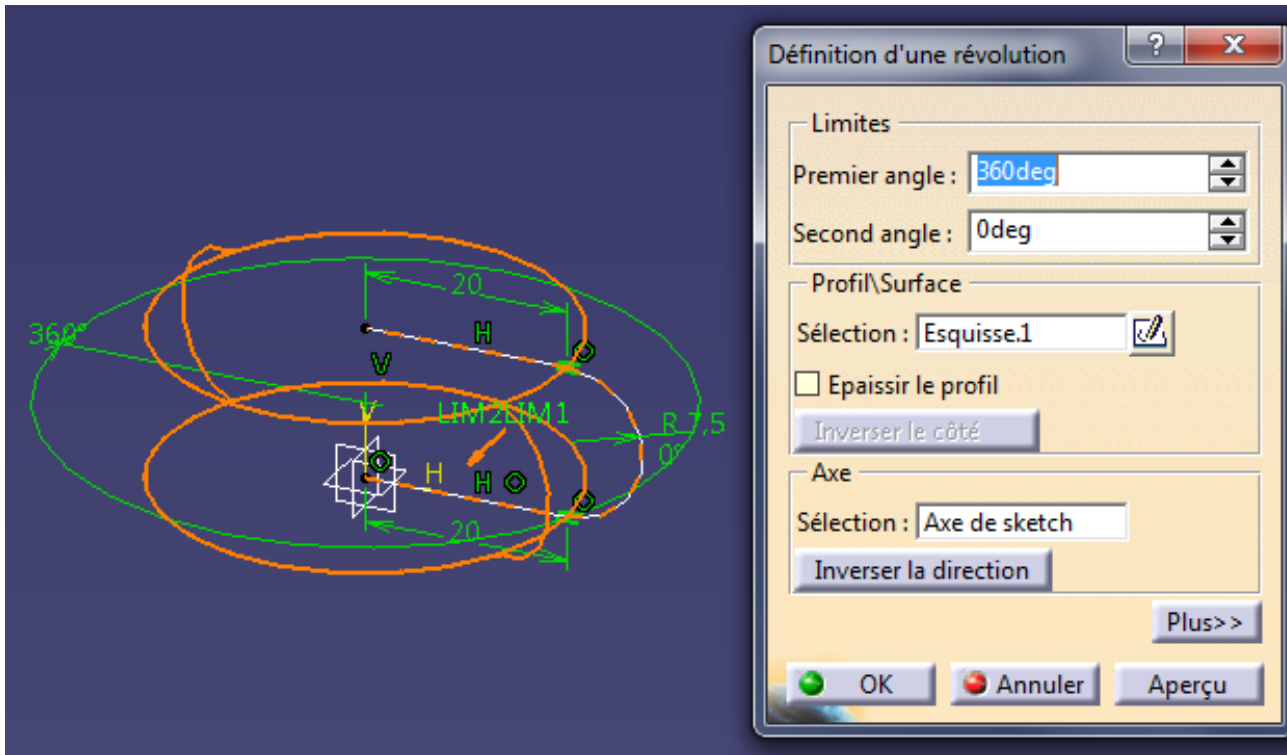 Définition d'une révolution
?
X
Limites
Premier angle : 360deg
Second angle : 0deg
Profil\Surface
Sélection : Esquisse.1
Epaissir le profil
Inverser le côté
Axe
Sélection : Axe de sketch
Inverser la direction
Plus>>
OK
Annuler
Aperçu
20
360°
H
V
V
LIM2LIM1
R 7,5
0°
H
H
20